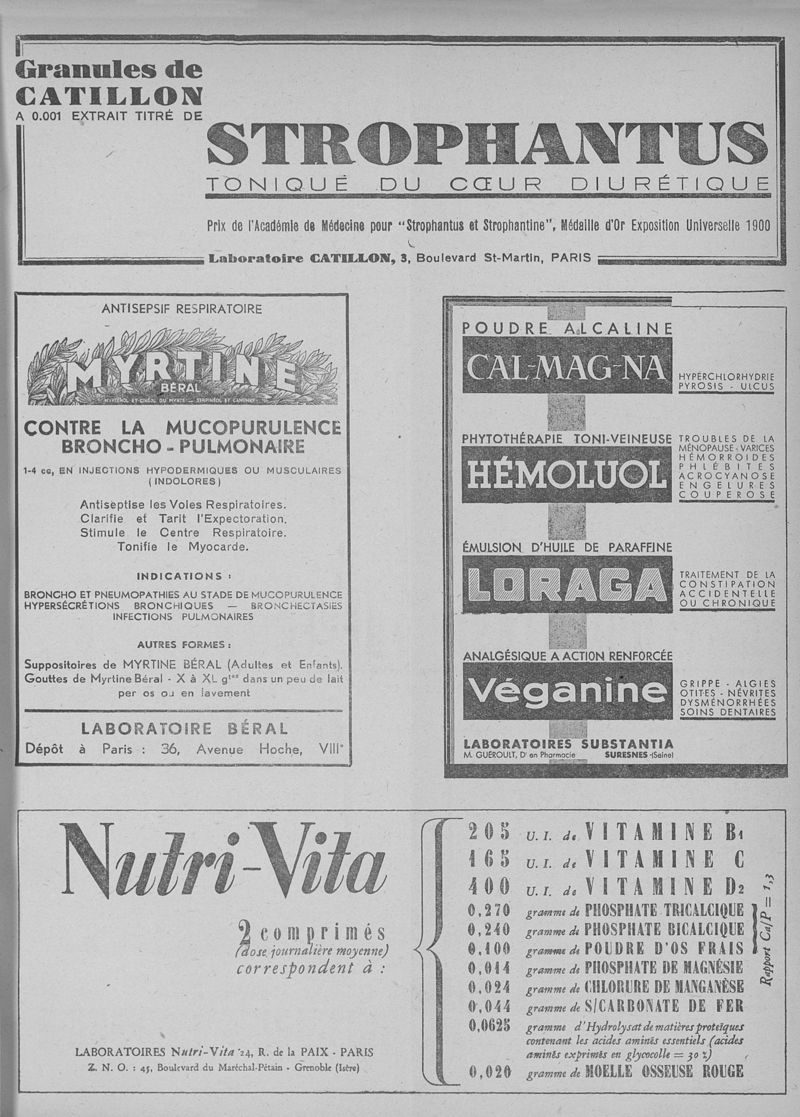 Granules de
CATILLON
A 0.001 EXTRAIT TITRÉ DE
STROPHANTUS
TONIQUE DU CŒUR DIURÉTIQUE
Prix de l'Académie de Médecine pour "Strophantus et Strophantine", Médaille d'Or Exposition Universelle 1900
Laboratoire CATILLON, 3, Boulevard St-Martin, PARIS
ANTISEPSIF RESPIRATOIRE
MYRTINE
BÉRAL
CONTRE LA MUCOPURULENCE
BRONCHO - PULMONAIRE
1-4 cc, EN INJECTIONS HYPODERMIQUES OU MUSCULAIRES
(INDOLORES)
Antiseptise les Voies Respiratoires.
Clarifie et Tarit l'Expectoration.
Stimule le Centre Respiratoire.
Tonifie le Myocarde.
INDICATIONS :
BRONCHO ET PNEUMOPATHIES AU STADE DE MUCOPURULENCE
HYPERSÉCRÉTIONS BRONCHIQUES — BRONCHECTASIES
INFECTIONS PULMONAIRES
AUTRES FORMES :
Suppositoires de MYRTINE BÉRAL (Adultes et Enfants).
Gouttes de Myrtine Béral - X à XL gtes dans un peu de lait
per os ou en lavement
LABORATOIRE BÉRAL
Dépôt à Paris : 36, Avenue Hoche, VIIIe
POUDRE ALCALINE
CAL-MAG-NA
HYPERCHLORHYDRIE
PYROSIS - ULCUS
PHYTOTHÉRAPIE TONI-VEINEUSE
HÉMOLUOL
TROUBLES DE LA
MÉNOPAUSE - VARICES
HÉMORROIDES
PHLÉBITES
ACROCYANOSE
ENGELURES
COUPEROSE
ÉMULSION D'HUILE DE PARAFFINE
LORAGA
TRAITEMENT DE LA
CONSTIPATION
ACCIDENTELLE
OU CHRONIQUE
ANALGÉSIQUE A ACTION RENFORCÉE
Véganine
GRIPPE - ALGIES
OTITES - NÉVRITES
DYSMÉNORRHÉES
SOINS DENTAIRES
LABORATOIRES SUBSTANTIA
M. GUÉROULT, Dr en Pharmacie SURESNES (Seine)
Nutri-Vita
2 comprimés
(dose journalière moyenne)
correspondent à :
LABORATOIRES Nutri-Vita 24, R. de la PAIX - PARIS
Z. N. O. : 45, Boulevard du Maréchal-Pétain - Grenoble (Isère)
205 U. I. de VITAMINE B1
165 U. I. de VITAMINE C
400 U. I. de VITAMINE D2
0,270 gramme de PHOSPHATE TRICALCIQUE
0,240 gramme de PHOSPHATE BICALCIQUE
0,100 gramme de POUDRE D'OS FRAIS
0,014 gramme de PHOSPHATE DE MAGNÉSIE
0,024 gramme de CHLORURE DE MANGANÈSE
0,044 gramme de S/CARBONATE DE FER
0,0625 gramme d'Hydrolysat de matières protéiques
contenant les acides aminés essentiels (acides
aminés exprimés en glycocolle = 30 %)
0,020 gramme de MOELLE OSSEUSE ROUGE
Rapport Ca/P = 1,3